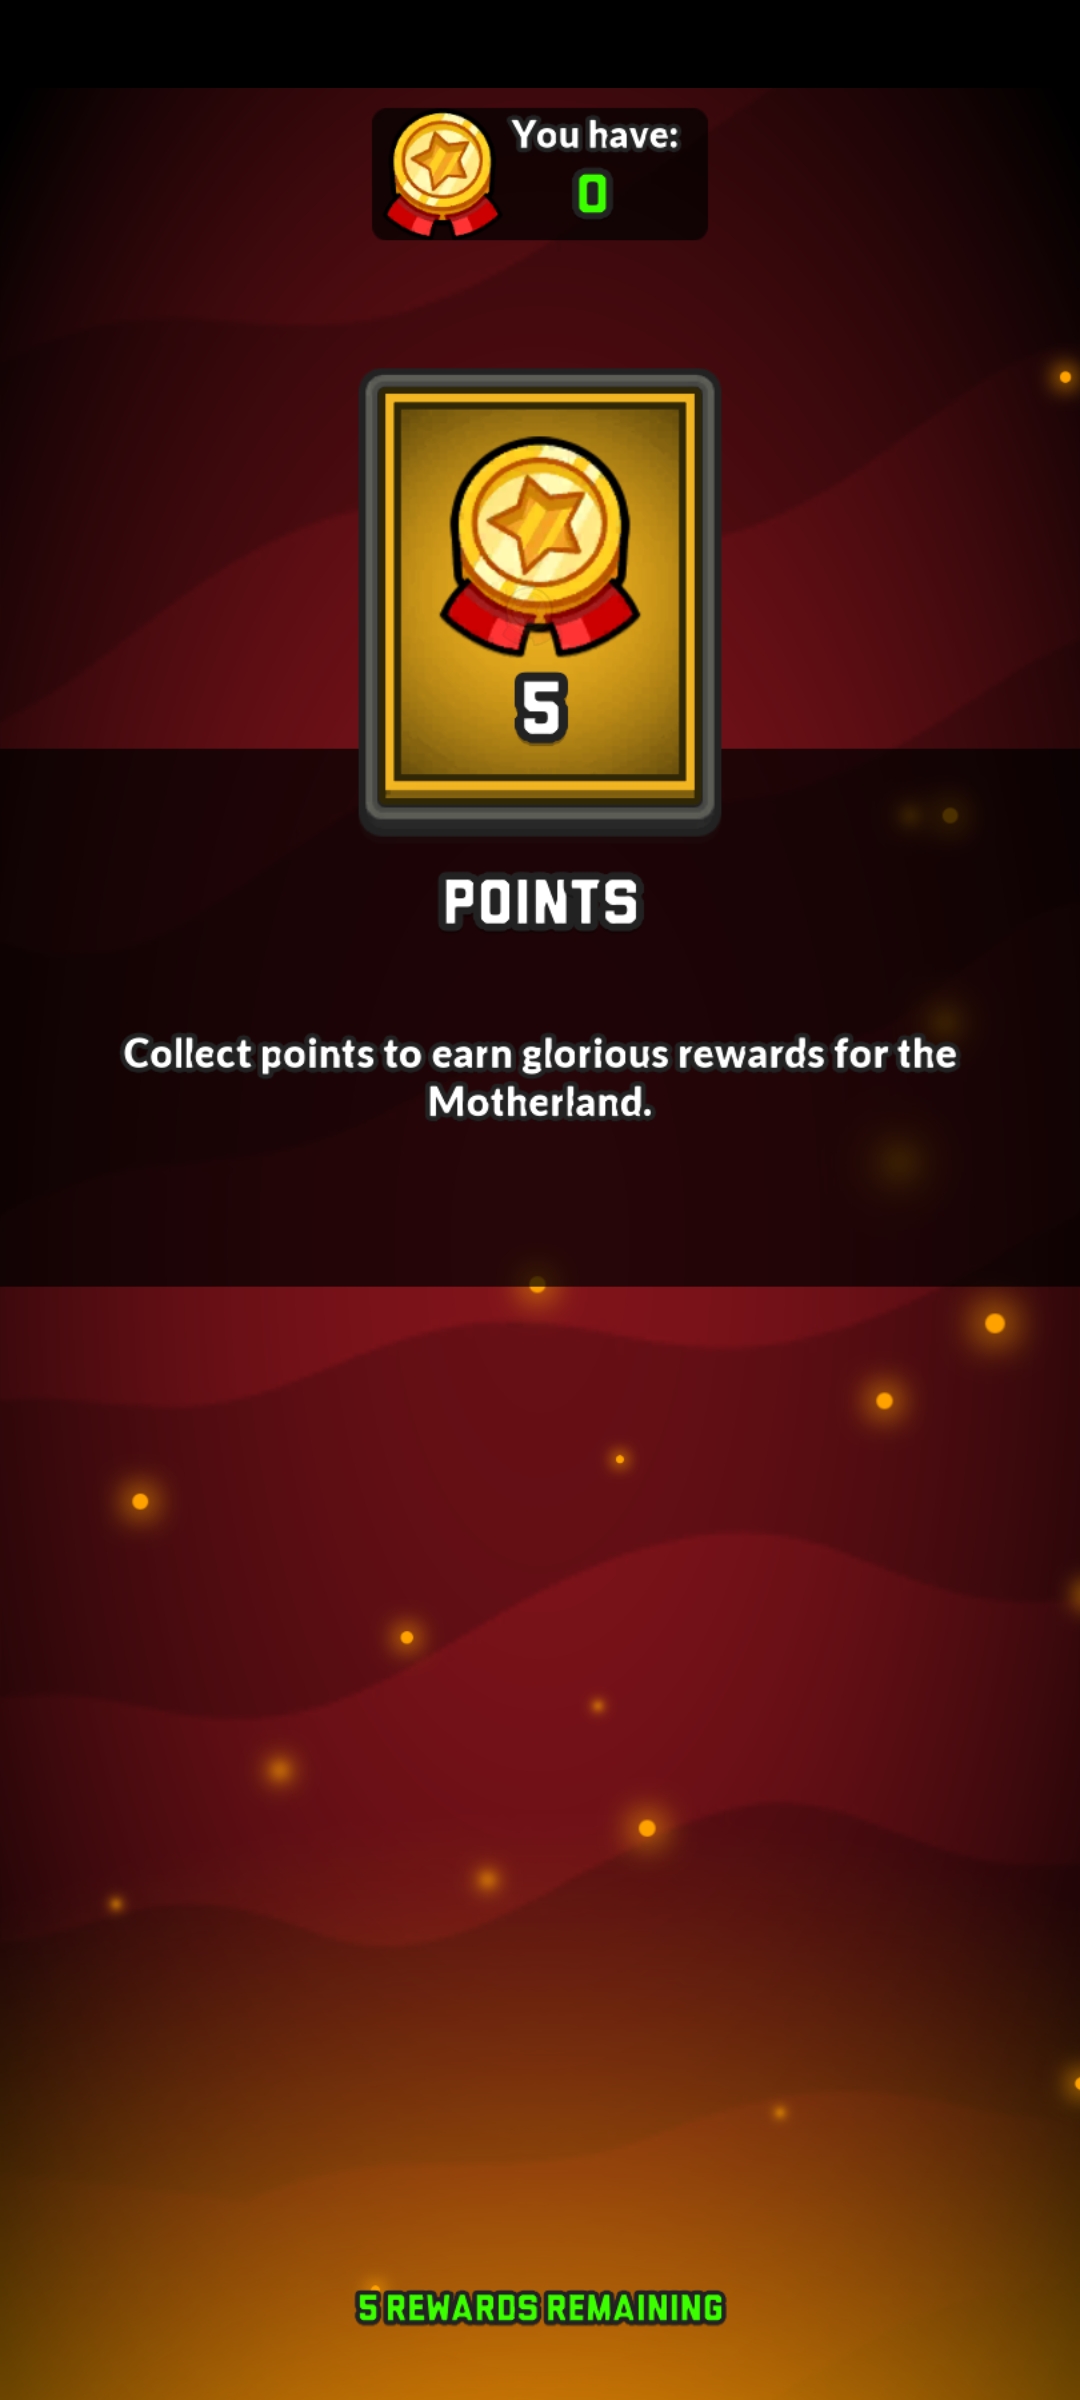 You have:
0
5
POINTS
Collect points to earn glorious rewards for the
Motherland.
5 REWARDS REMAINING